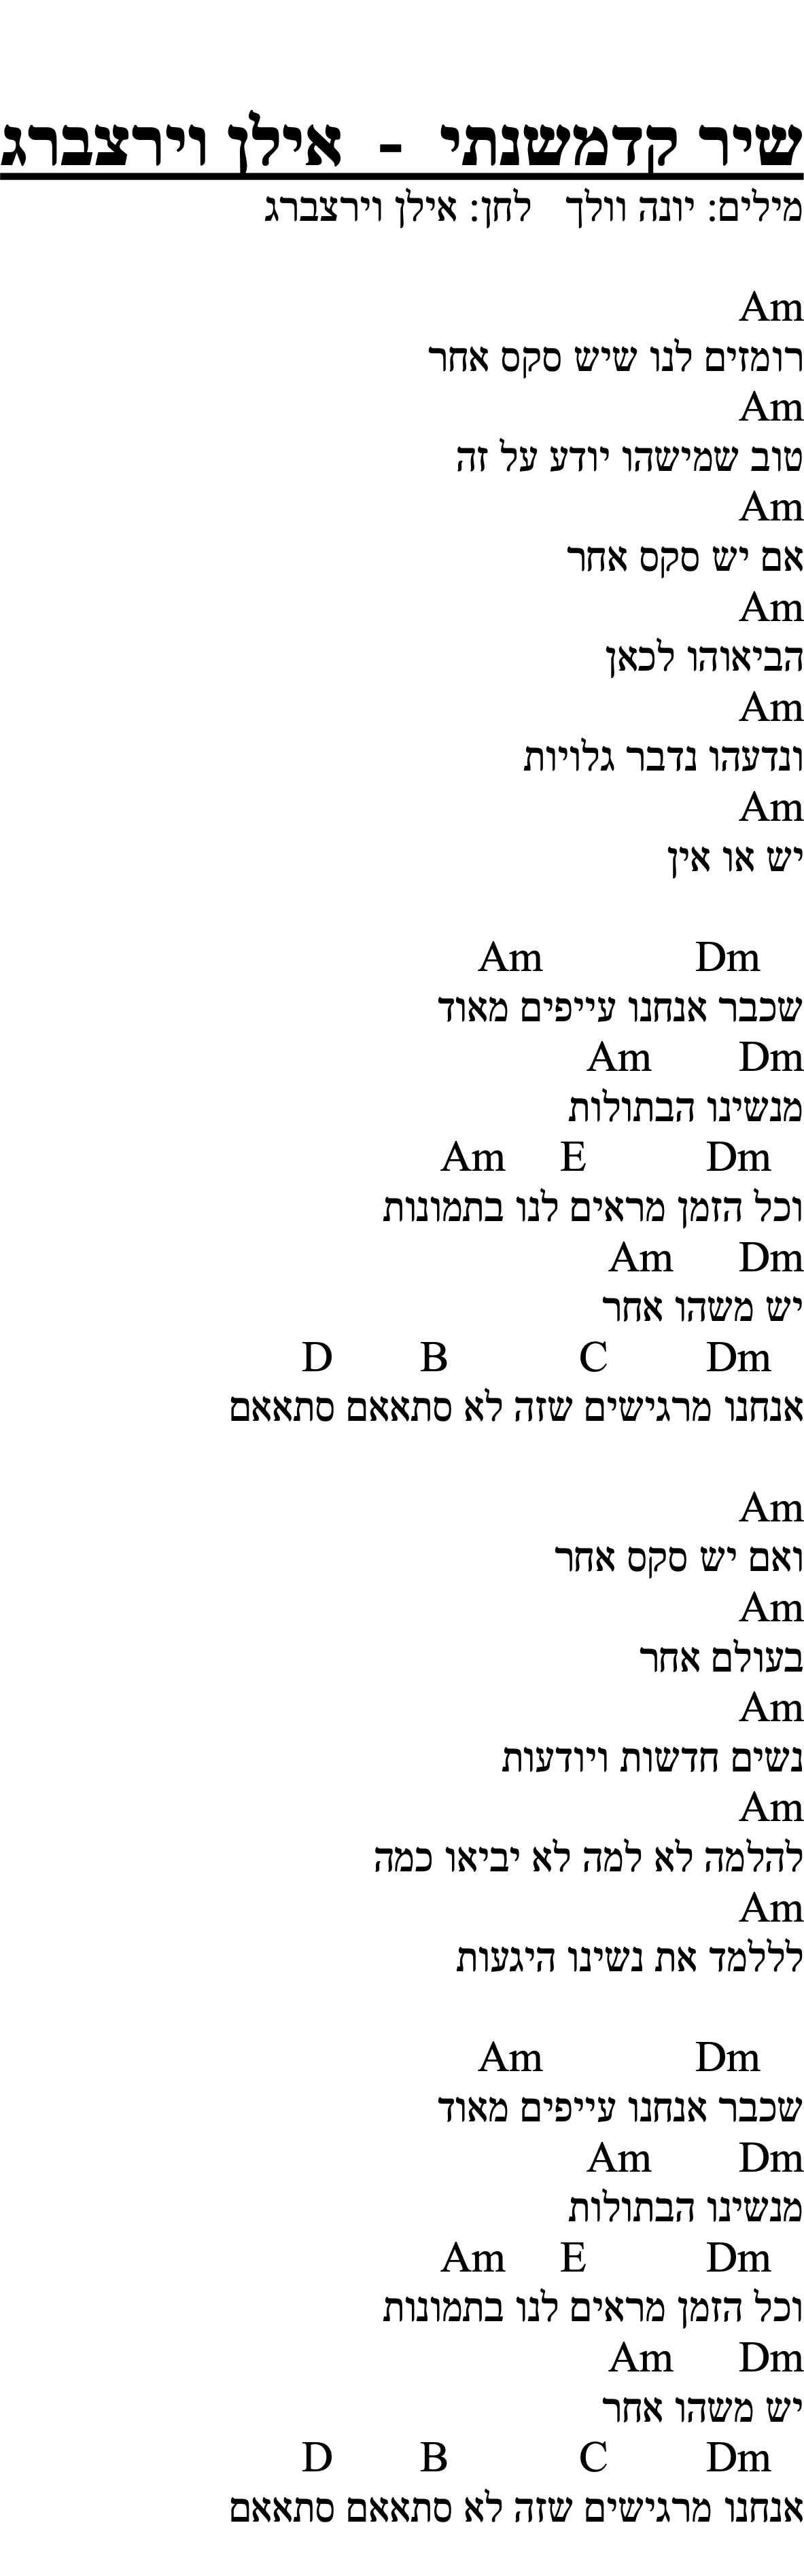 שיר קדמשנתי - אילן וירצברג
מילים: יונה וולך לחן: אילן וירצברג
Am
רומזים לנו שיש סקס אחר
Am
טוב שמישהו יודע על זה
Am
אם יש סקס אחר
Am
הביאוהו לכאן
Am
ונדעהו נדבר גלויות
Am
יש או אין
Am Dm
שכבר אנחנו עייפים מאוד
Am Dm
מנשינו הבתולות
Am E Dm
וכל הזמן מראים לנו בתמונות
Am Dm
יש משהו אחר
D B C Dm
אנחנו מרגישים שזה לא סתאאם סתאאם
Am
ואם יש סקס אחר
Am
בעולם אחר
Am
נשים חדשות ויודעות
Am
להלמה לא למה לא יביאו כמה
Am
לללמד את נשינו היגעות
Am Dm
שכבר אנחנו עייפים מאוד
Am Dm
מנשינו הבתולות
Am E Dm
וכל הזמן מראים לנו בתמונות
Am Dm
יש משהו אחר
D B C Dm
אנחנו מרגישים שזה לא סתאאם סתאאם